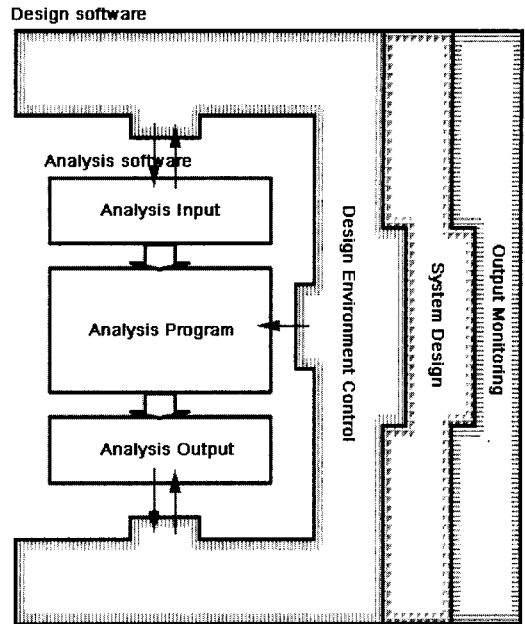 Design software
Analysis software
Analysis Input
Analysis Program
Analysis Output
Design Environment Control
System Design
Output Monitoring